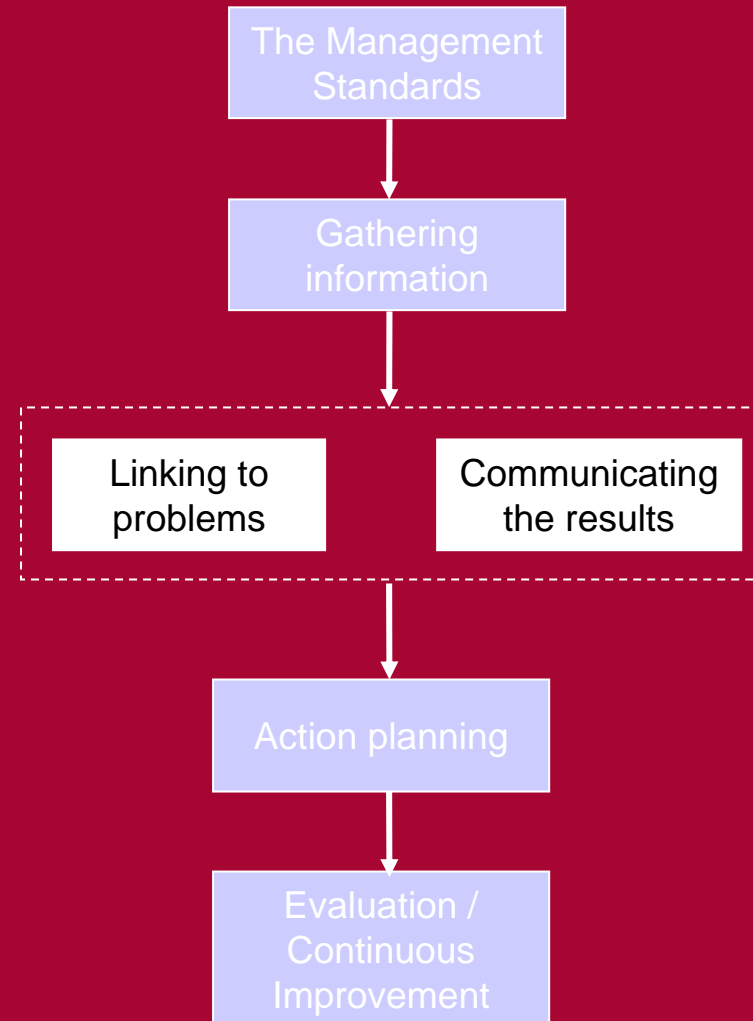 The Management
Standards
Gathering
information
Linking to
problems
Communicating
the results
Action planning
Evaluation /
Continuous
Improvement